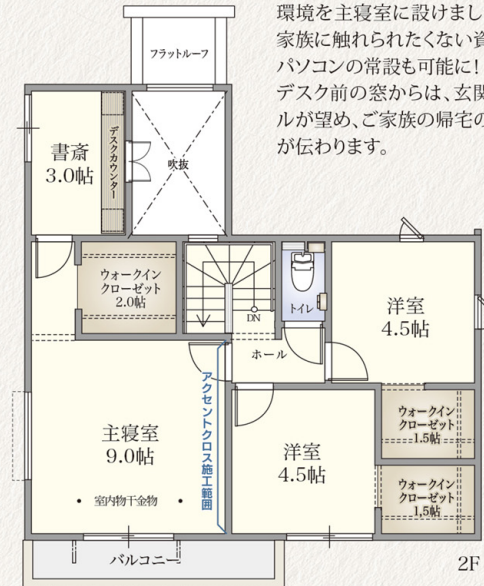 環境を主寝室に設けまし
家族に触れられたくない資
パソコンの常設も可能に!
デスク前の窓からは、玄関
ルが望め、ご家族の帰宅の
が伝わります。
フラットルーフ
書斎
3.0帖
デスクカウンター
吹抜
ウォークイン
クローゼット
2.0帖
DN
トイレ
ホール
洋室
4.5帖
アクセントクロス施工範囲
主寝室
9.0帖
室内物干金物
洋室
4.5帖
ウォークイン
クローゼット
1.5帖
ウォークイン
クローゼット
1.5帖
バルコニー
2F